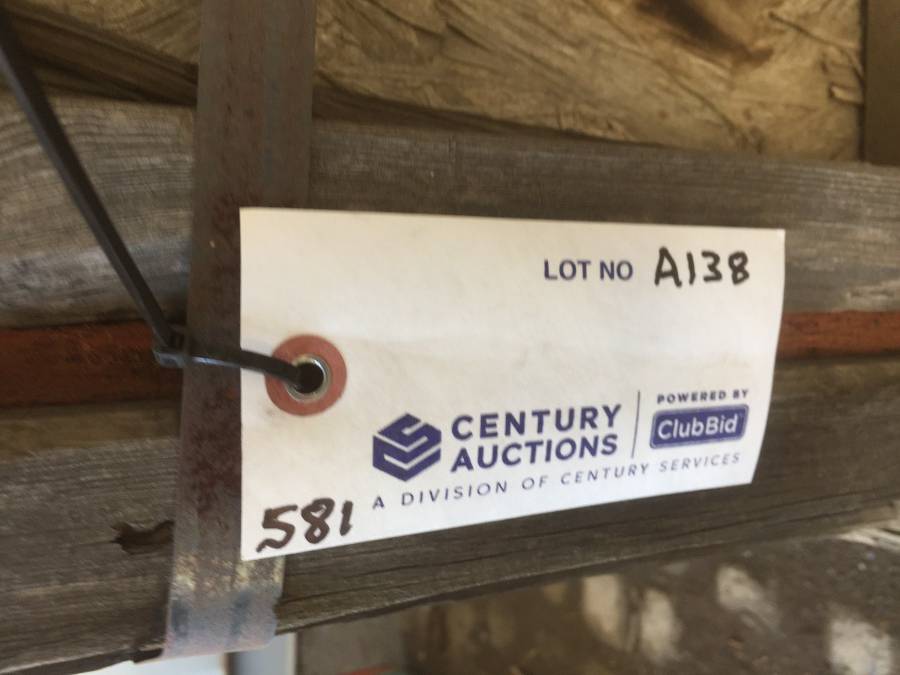 LOT NO A138
CENTURY
AUCTIONS
POWERED BY
ClubBid
A DIVISION OF CENTURY SERVICES
581